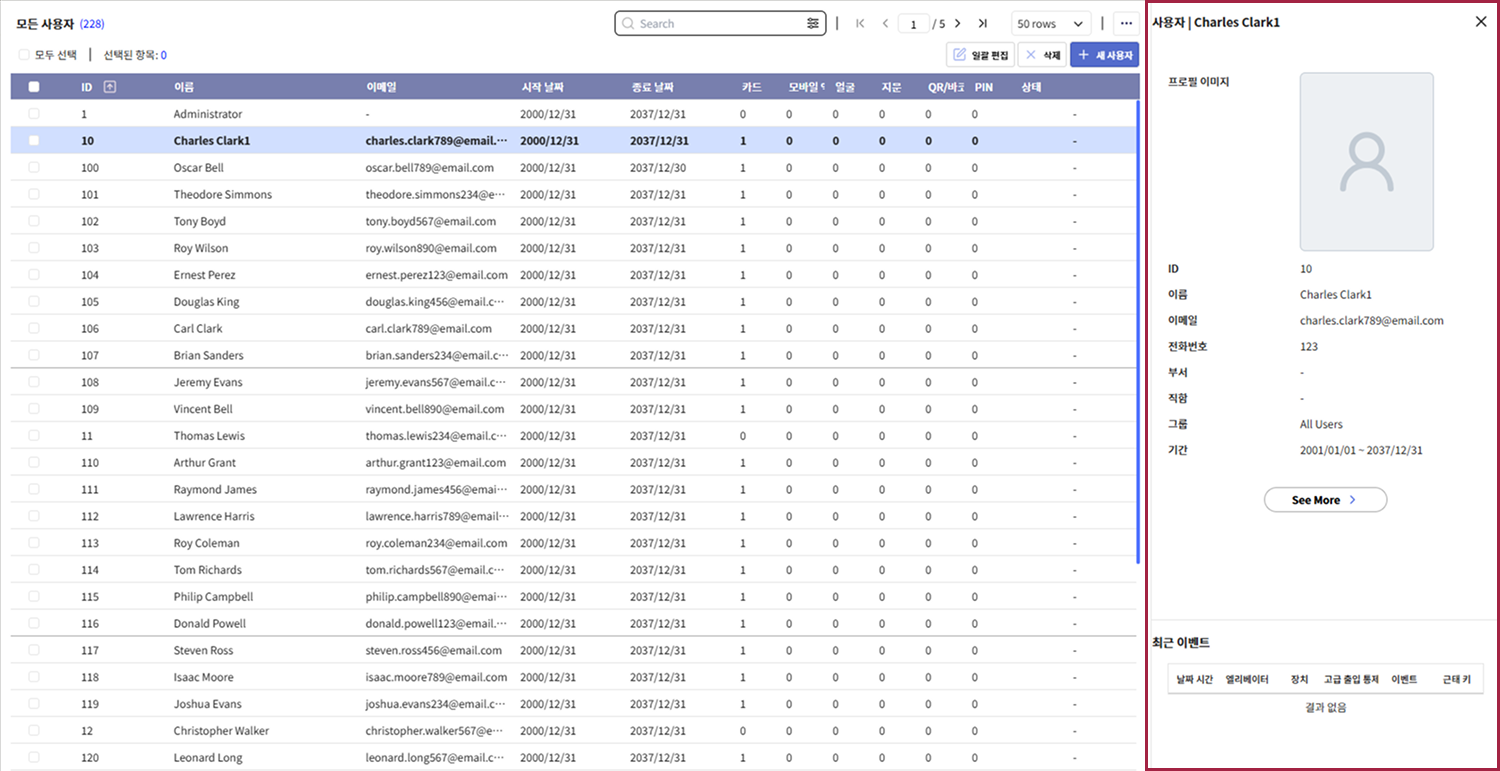 모든 사용자 (228)
Search
1 / 5
50 rows
모두 선택
선택된 항목: 0
일괄 편집
삭제
새 사용자
ID 이름 이메일 시작 날짜 종료 날짜 카드 모바일 얼굴 지문 QR/바코 PIN 상태
1 Administrator - 2000/12/31 2037/12/31 0 0 0 0 0 0 -
10 Charles Clark1 charles.clark789@email.··· 2000/12/31 2037/12/31 1 0 0 0 0 0 -
100 Oscar Bell oscar.bell789@email.com 2000/12/31 2037/12/30 1 0 0 0 0 0 -
101 Theodore Simmons theodore.simmons234@e··· 2000/12/31 2037/12/31 1 0 0 0 0 0 -
102 Tony Boyd tony.boyd567@email.com 2000/12/31 2037/12/31 1 0 0 0 0 0 -
103 Roy Wilson roy.wilson890@email.com 2000/12/31 2037/12/31 1 0 0 0 0 0 -
104 Ernest Perez ernest.perez123@email.com 2000/12/31 2037/12/31 1 0 0 0 0 0 -
105 Douglas King douglas.king456@email.c··· 2000/12/31 2037/12/31 1 0 0 0 0 0 -
106 Carl Clark carl.clark789@email.com 2000/12/31 2037/12/31 1 0 0 0 0 0 -
107 Brian Sanders brian.sanders234@email.c··· 2000/12/31 2037/12/31 1 0 0 0 0 0 -
108 Jeremy Evans jeremy.evans567@email.c··· 2000/12/31 2037/12/31 1 0 0 0 0 0 -
109 Vincent Bell vincent.bell890@email.com 2000/12/31 2037/12/31 1 0 0 0 0 0 -
11 Thomas Lewis thomas.lewis234@email.c··· 2000/12/31 2037/12/31 0 0 0 0 0 0 -
110 Arthur Grant arthur.grant123@email.com 2000/12/31 2037/12/31 1 0 0 0 0 0 -
111 Raymond James raymond.james456@emai··· 2000/12/31 2037/12/31 1 0 0 0 0 0 -
112 Lawrence Harris lawrence.harris789@email··· 2000/12/31 2037/12/31 1 0 0 0 0 0 -
113 Roy Coleman roy.coleman234@email.com 2000/12/31 2037/12/31 1 0 0 0 0 0 -
114 Tom Richards tom.richards567@email.c··· 2000/12/31 2037/12/31 1 0 0 0 0 0 -
115 Philip Campbell philip.campbell890@emai··· 2000/12/31 2037/12/31 1 0 0 0 0 0 -
116 Donald Powell donald.powell123@email.c··· 2000/12/31 2037/12/31 1 0 0 0 0 0 -
117 Steven Ross steven.ross456@email.com 2000/12/31 2037/12/31 1 0 0 0 0 0 -
118 Isaac Moore isaac.moore789@email.com 2000/12/31 2037/12/31 1 0 0 0 0 0 -
119 Joshua Evans joshua.evans234@email.c··· 2000/12/31 2037/12/31 1 0 0 0 0 0 -
12 Christopher Walker christopher.walker567@e··· 2000/12/31 2037/12/31 0 0 0 0 0 0 -
120 Leonard Long leonard.long567@email.c··· 2000/12/31 2037/12/31 1 0 0 0 0 0 -
사용자 | Charles Clark1
프로필 이미지
ID 10
이름 Charles Clark1
이메일 charles.clark789@email.com
전화번호 123
부서 -
직함 -
그룹 All Users
기간 2001/01/01 ~ 2037/12/31
See More
최근 이벤트
날짜 시간 엘리베이터 장치 고급 출입 통제 이벤트 근태 키
결과 없음